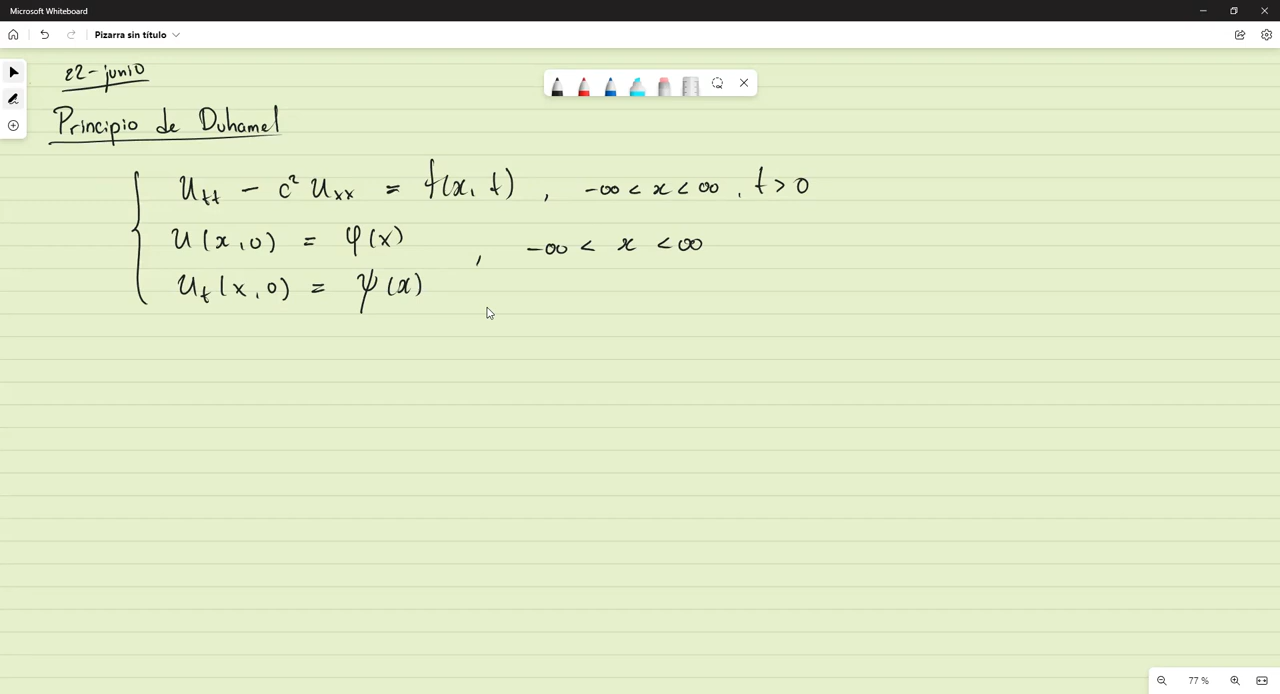 Microsoft Whiteboard
Pizarra sin título
22-junio
Principio de Duhamel
u_tt - c² u_xx = f(x, t) , -∞ < x < ∞ , t > 0
u(x,0) = φ(x)
, -∞ < x < ∞
u_t(x,0) = ψ(x)
77 %